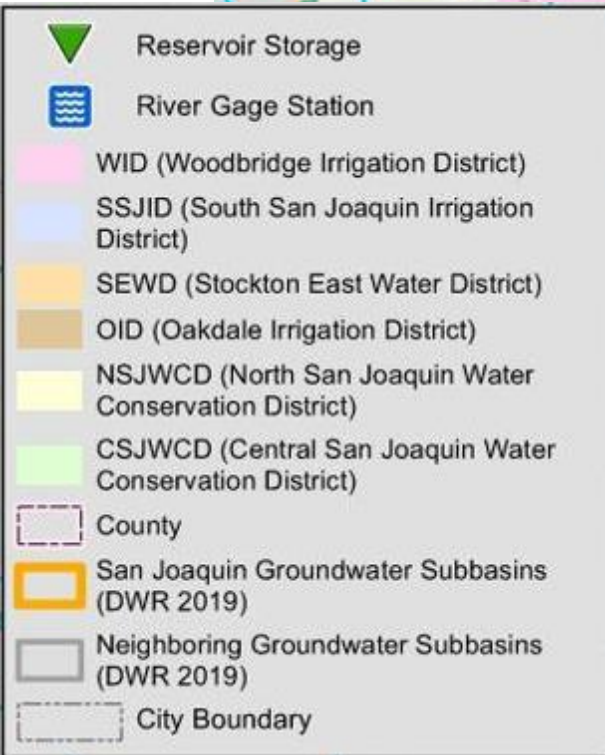 Reservoir Storage
River Gage Station
WID (Woodbridge Irrigation District)
SSJID (South San Joaquin Irrigation
District)
SEWD (Stockton East Water District)
OID (Oakdale Irrigation District)
NSJWCD (North San Joaquin Water
Conservation District)
CSJWCD (Central San Joaquin Water
Conservation District)
County
San Joaquin Groundwater Subbasins
(DWR 2019)
Neighboring Groundwater Subbasins
(DWR 2019)
City Boundary